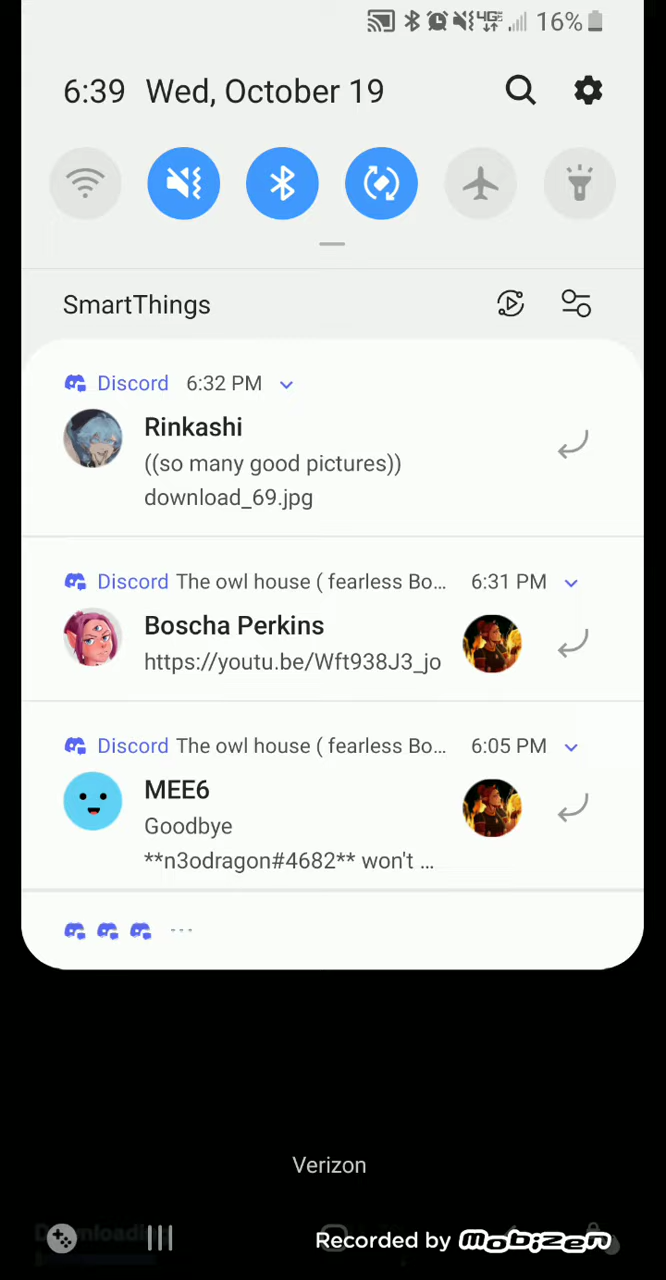 4GE 16%
6:39 Wed, October 19
SmartThings
Discord 6:32 PM
Rinkashi
((so many good pictures))
download_69.jpg
Discord The owl house ( fearless Bo... 6:31 PM
Boscha Perkins
https://youtu.be/Wft938J3_jo
Discord The owl house ( fearless Bo... 6:05 PM
MEE6
Goodbye
**n3odragon#4682** won't ...
Verizon
Downloading
Recorded by mobizen